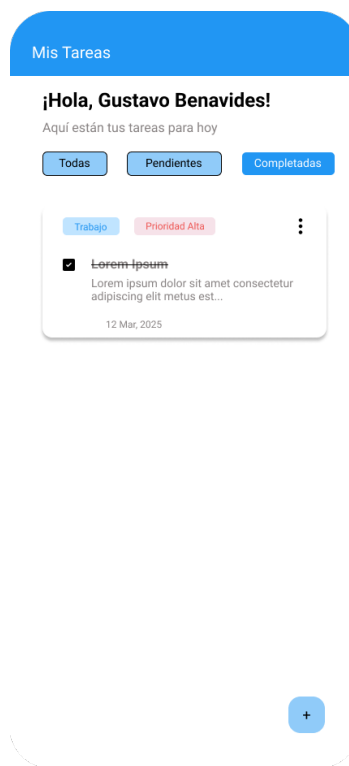 Mis Tareas
¡Hola, Gustavo Benavides!
Aquí están tus tareas para hoy
Todas Pendientes Completadas
Trabajo Prioridad Alta
Lorem Ipsum
Lorem ipsum dolor sit amet consectetur
adipiscing elit metus est...
12 Mar, 2025
+